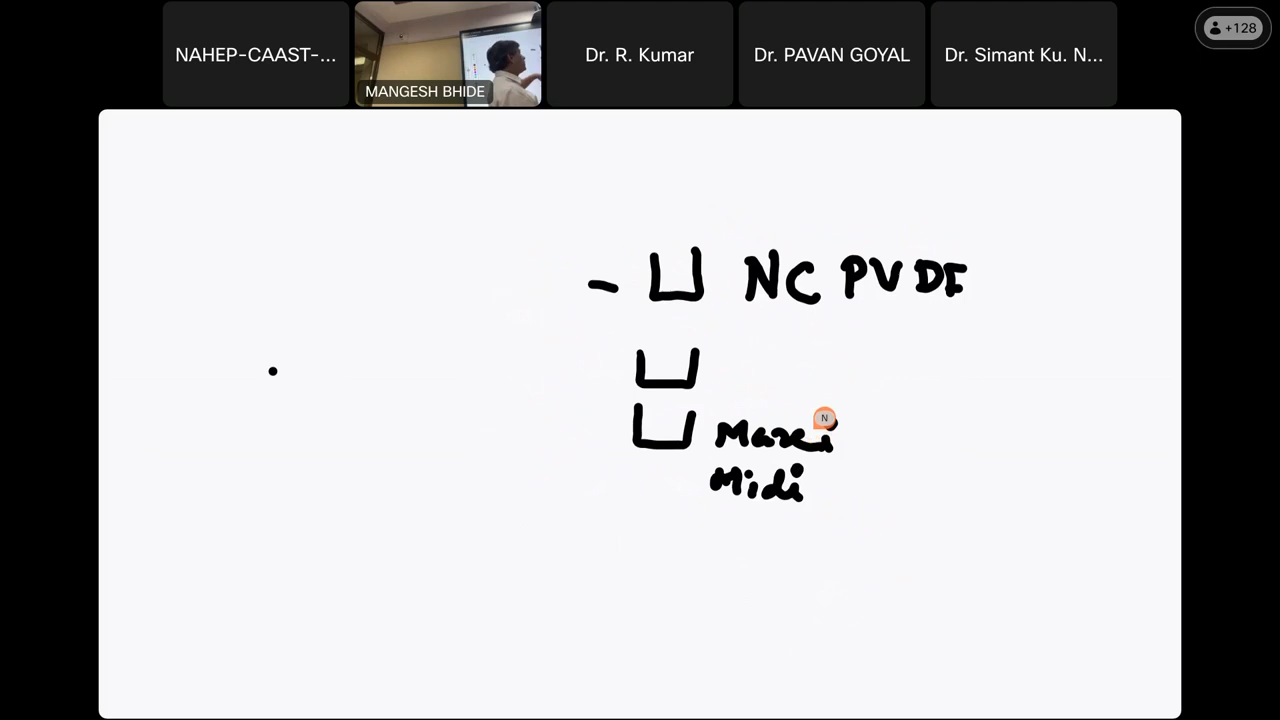 NAHEP-CAAST-...
MANGESH BHIDE
Dr. R. Kumar
Dr. PAVAN GOYAL
Dr. Simant Ku. N...
+128
NC PVDF
N
Maxi
Midi